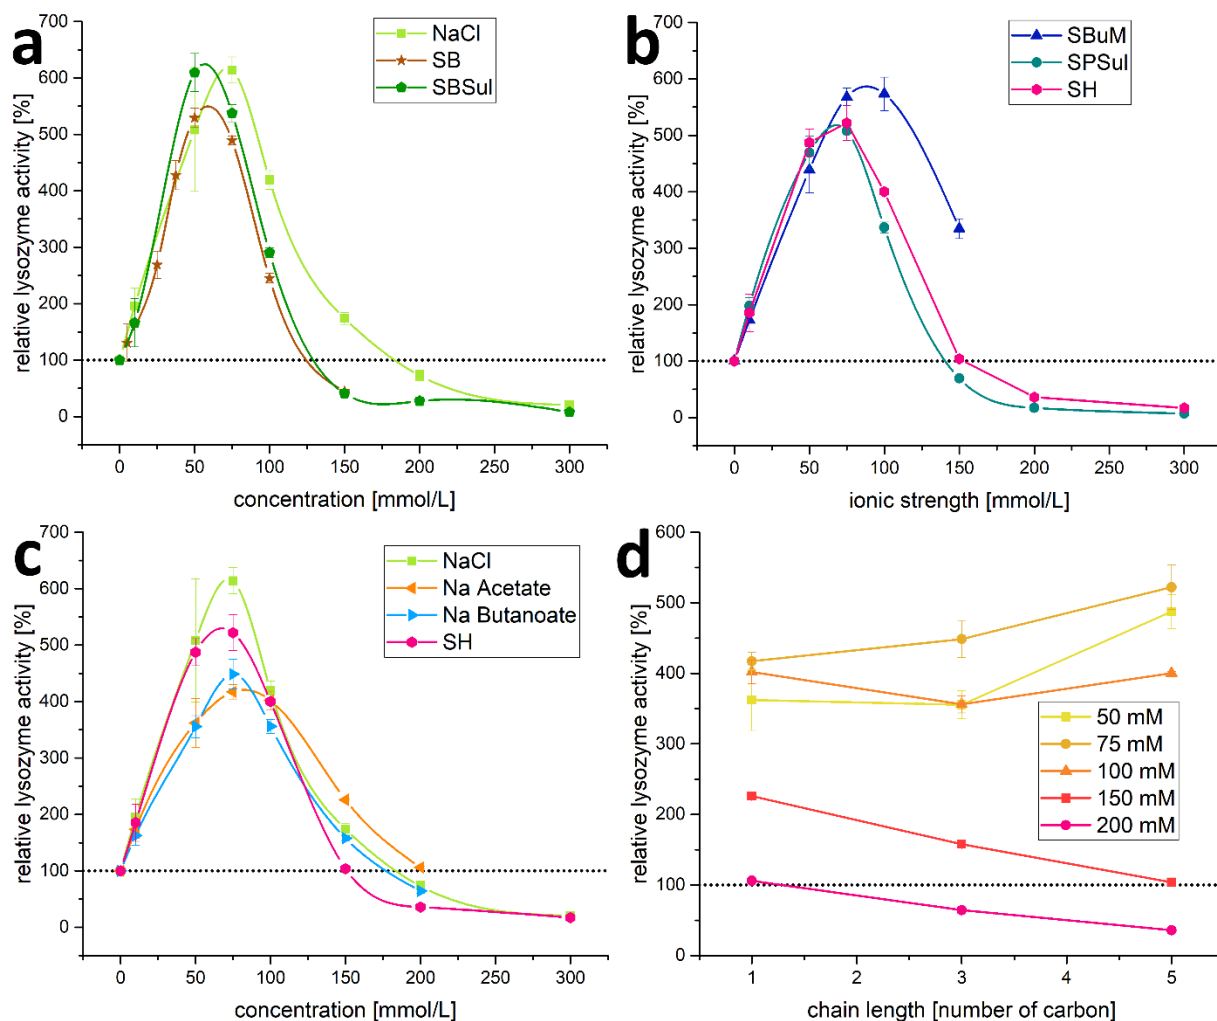 a
relative lysozyme activity [%]
700
600
500
400
300
200
100
0
NaCl
SB
SBSul
0 50 100 150 200 250 300
concentration [mmol/L]
b
relative lysozyme activity [%]
700
600
500
400
300
200
100
0
SBuM
SPSul
SH
0 50 100 150 200 250 300
ionic strength [mmol/L]
c
relative lysozyme activity [%]
700
600
500
400
300
200
100
0
NaCl
Na Acetate
Na Butanoate
SH
0 50 100 150 200 250 300
concentration [mmol/L]
d
relative lysozyme activity [%]
600
500
400
300
200
100
0
50 mM
75 mM
100 mM
150 mM
200 mM
1 2 3 4 5
chain length [number of carbon]